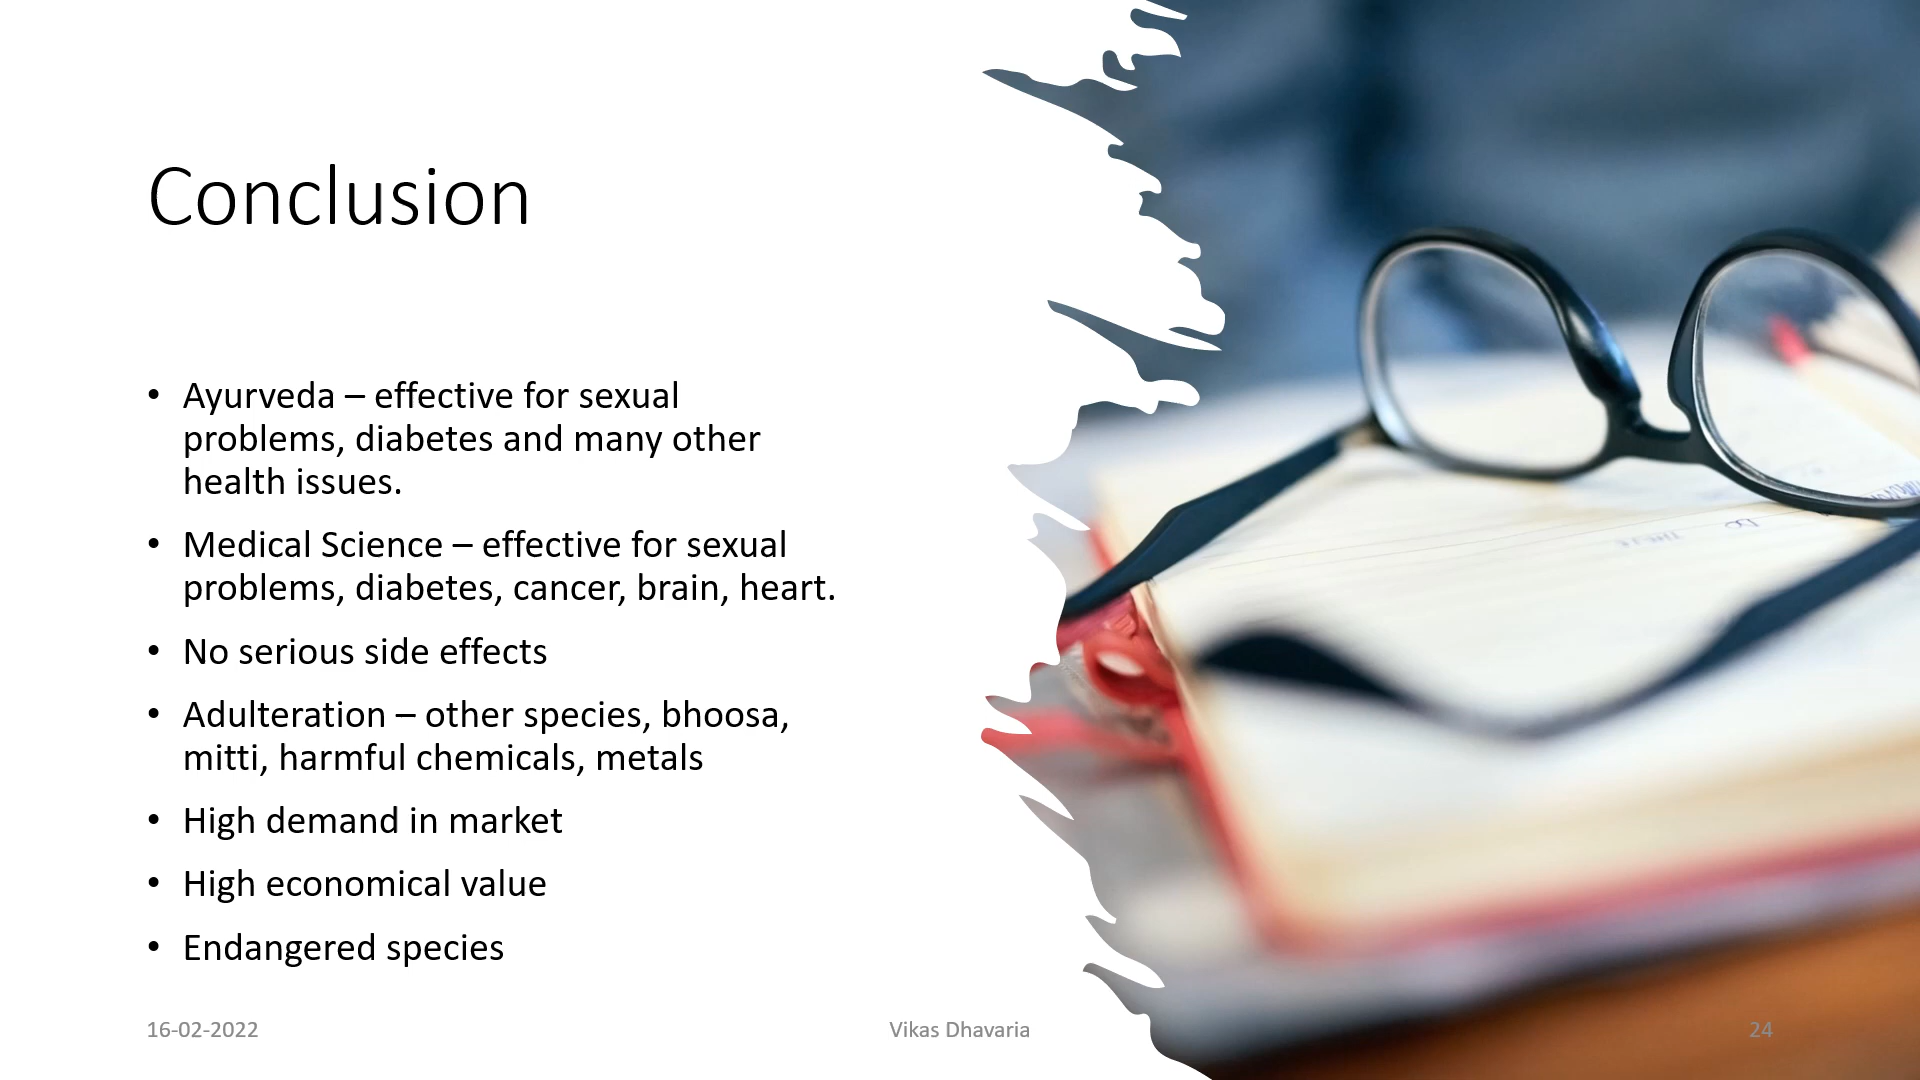 Conclusion
• Ayurveda – effective for sexual
problems, diabetes and many other
health issues.
• Medical Science – effective for sexual
problems, diabetes, cancer, brain, heart.
• No serious side effects
• Adulteration – other species, bhoosa,
mitti, harmful chemicals, metals
• High demand in market
• High economical value
• Endangered species
16-02-2022
Vikas Dhavaria
24